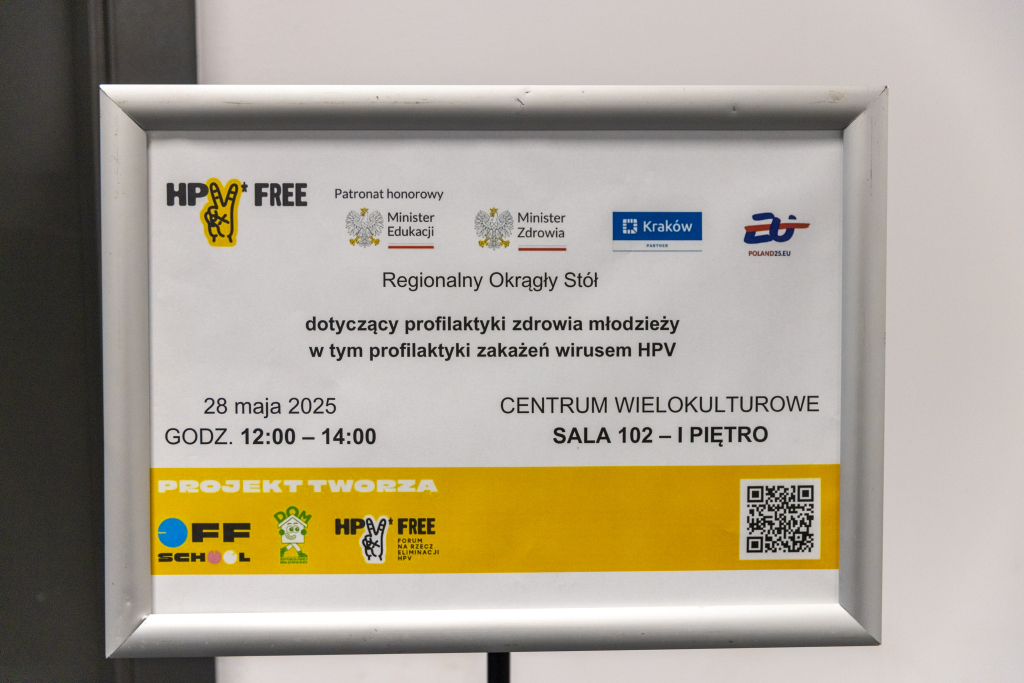 HPV* FREE
Patronat honorowy
Minister
Edukacji
Minister
Zdrowia
Kraków
PARTNER
POLAND25.EU
Regionalny Okrągły Stół
dotyczący profilaktyki zdrowia młodzieży
w tym profilaktyki zakażeń wirusem HPV
28 maja 2025
GODZ. 12:00 – 14:00
CENTRUM WIELOKULTUROWE
SALA 102 – I PIĘTRO
PROJEKT TWORZA
OFF
SCHOOL
DOM
HPV* FREE
FORUM
NA RZECZ
ELIMINACJI
HPV